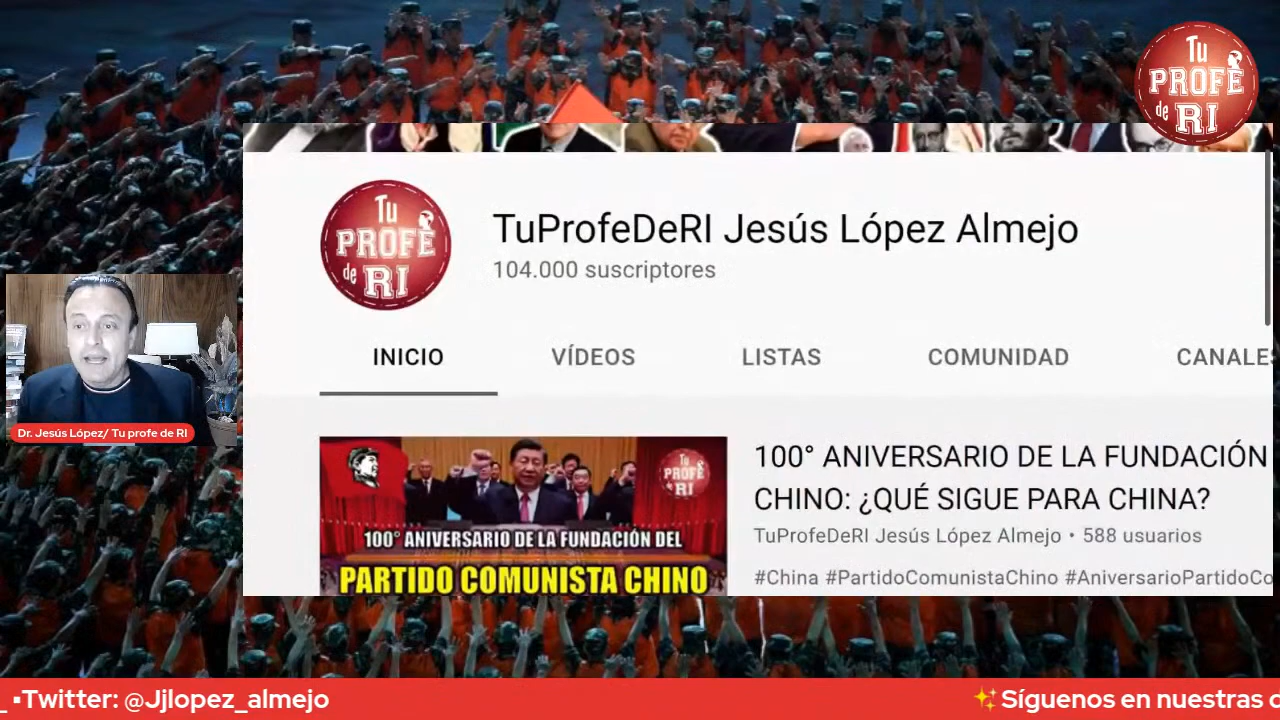 Tu
PROFE
de RI
Tu
PROFE
de RI
TuProfeDeRI Jesús López Almejo
104.000 suscriptores
INICIO
VÍDEOS
LISTAS
COMUNIDAD
CANALES
Dr. Jesús López/ Tu profe de RI
Tu
PROFE
de RI
100° ANIVERSARIO DE LA FUNDACIÓN DEL
PARTIDO COMUNISTA CHINO
100° ANIVERSARIO DE LA FUNDACIÓN
CHINO: ¿QUÉ SIGUE PARA CHINA?
TuProfeDeRI Jesús López Almejo • 588 usuarios
#China #PartidoComunistaChino #AniversarioPartidoCo
▪Twitter: @Jjlopez_almejo
✨Síguenos en nuestras